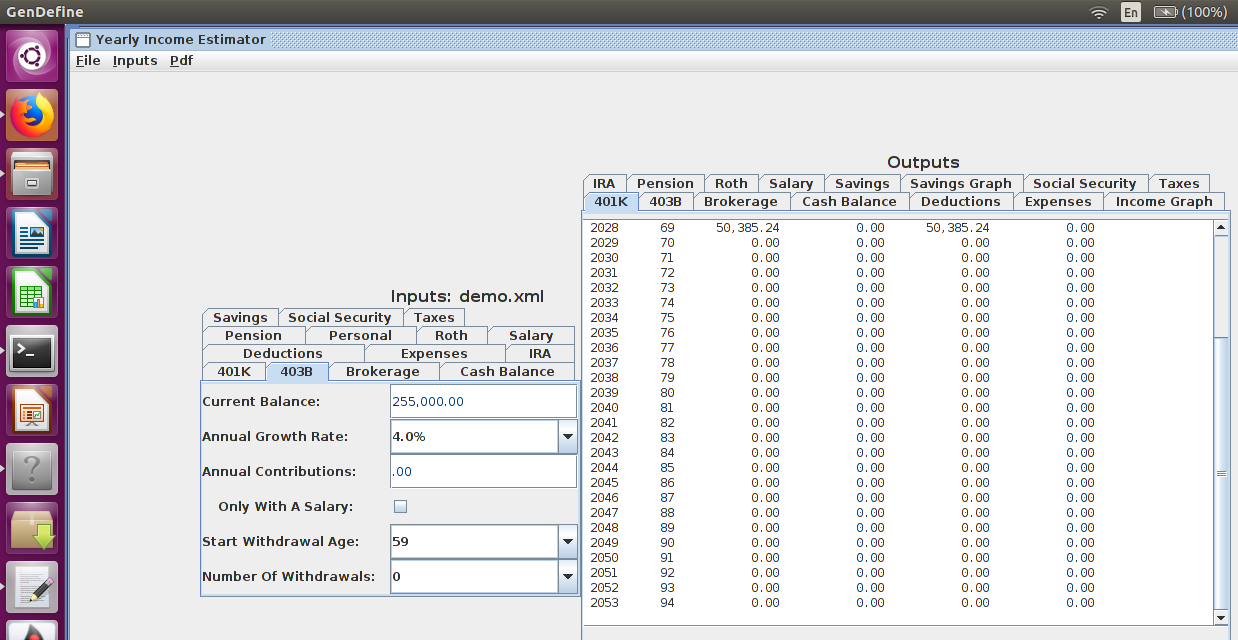 GenDefine En (100%)
Yearly Income Estimator
File Inputs Pdf
Outputs
IRA Pension Roth Salary Savings Savings Graph Social Security Taxes
401K 403B Brokerage Cash Balance Deductions Expenses Income Graph
2028 69 50,385.24 0.00 50,385.24 0.00
2029 70 0.00 0.00 0.00 0.00
2030 71 0.00 0.00 0.00 0.00
2031 72 0.00 0.00 0.00 0.00
2032 73 0.00 0.00 0.00 0.00
2033 74 0.00 0.00 0.00 0.00
2034 75 0.00 0.00 0.00 0.00
2035 76 0.00 0.00 0.00 0.00
2036 77 0.00 0.00 0.00 0.00
2037 78 0.00 0.00 0.00 0.00
2038 79 0.00 0.00 0.00 0.00
2039 80 0.00 0.00 0.00 0.00
2040 81 0.00 0.00 0.00 0.00
2041 82 0.00 0.00 0.00 0.00
2042 83 0.00 0.00 0.00 0.00
2043 84 0.00 0.00 0.00 0.00
2044 85 0.00 0.00 0.00 0.00
2045 86 0.00 0.00 0.00 0.00
2046 87 0.00 0.00 0.00 0.00
2047 88 0.00 0.00 0.00 0.00
2048 89 0.00 0.00 0.00 0.00
2049 90 0.00 0.00 0.00 0.00
2050 91 0.00 0.00 0.00 0.00
2051 92 0.00 0.00 0.00 0.00
2052 93 0.00 0.00 0.00 0.00
2053 94 0.00 0.00 0.00 0.00
Inputs: demo.xml
Savings Social Security Taxes
Pension Personal Roth Salary
Deductions Expenses IRA
401K 403B Brokerage Cash Balance
Current Balance: 255,000.00
Annual Growth Rate: 4.0%
Annual Contributions: .00
Only With A Salary:
Start Withdrawal Age: 59
Number Of Withdrawals: 0